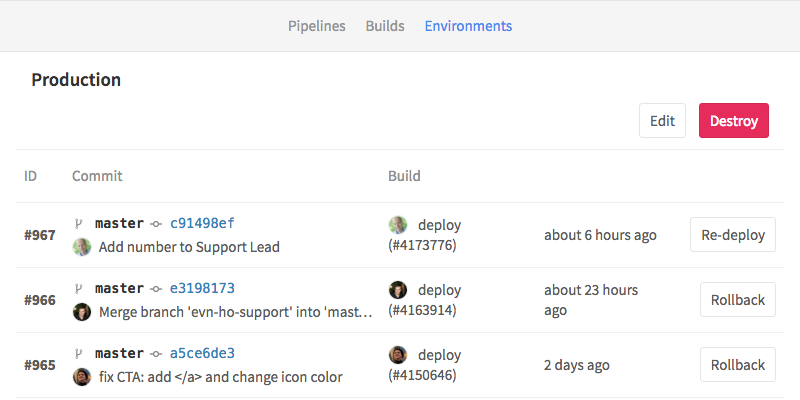 Pipelines Builds Environments
Production
Edit Destroy
ID Commit Build
#967 master c91498ef deploy about 6 hours ago Re-deploy
Add number to Support Lead (#4173776)
#966 master e3198173 deploy about 23 hours ago Rollback
Merge branch 'evn-ho-support' into 'mast... (#4163914)
#965 master a5ce6de3 deploy 2 days ago Rollback
fix CTA: add </a> and change icon color (#4150646)